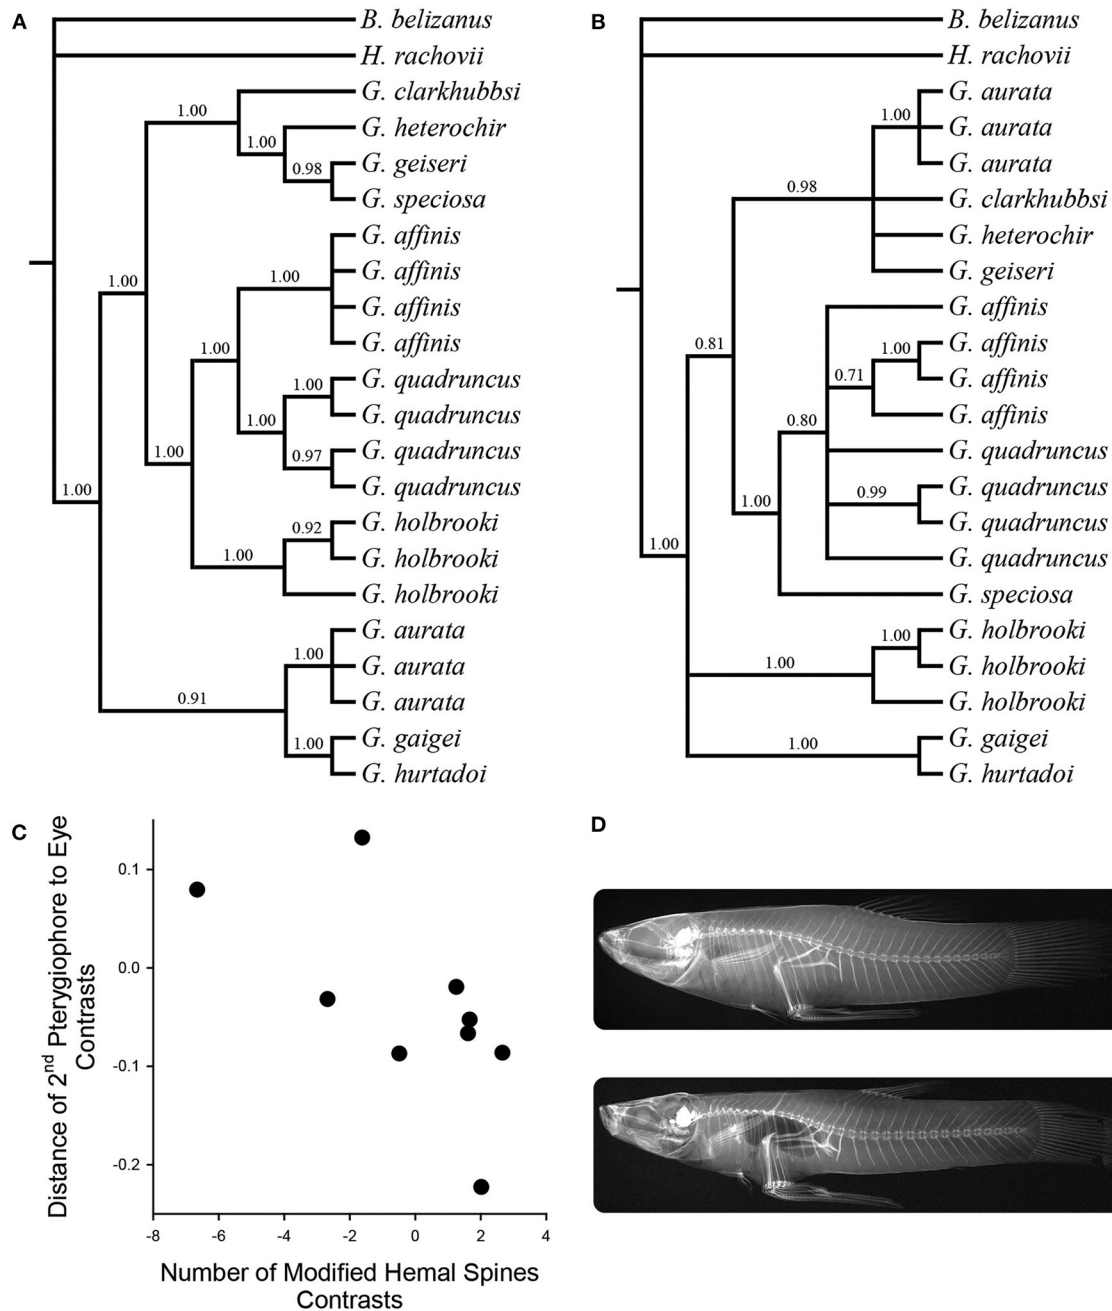 A
B. belizanus
H. rachovii
G. clarkhubbsi
1.00
G. heterochir
1.00
G. geiseri
0.98
G. speciosa
G. affinis
G. affinis
1.00
1.00
G. affinis
G. affinis
1.00
G. quadruncus
1.00
G. quadruncus
1.00
G. quadruncus
1.00
0.97
G. quadruncus
1.00
G. holbrooki
0.92
G. holbrooki
1.00
G. holbrooki
G. aurata
1.00
G. aurata
G. aurata
0.91
G. gaigei
1.00
G. hurtadoi
B
B. belizanus
H. rachovii
G. aurata
1.00
G. aurata
G. aurata
0.98
G. clarkhubbsi
G. heterochir
G. geiseri
G. affinis
0.81
G. affinis
1.00
0.71
G. affinis
G. affinis
0.80
G. quadruncus
G. quadruncus
0.99
1.00
G. quadruncus
1.00
G. quadruncus
G. speciosa
G. holbrooki
1.00
G. holbrooki
1.00
G. holbrooki
G. gaigei
1.00
G. hurtadoi
C
Distance of 2nd Pterygiophore to Eye
Contrasts
0.1
0.0
-0.1
-0.2
-8 -6 -4 -2 0 2 4
Number of Modified Hemal Spines
Contrasts
D